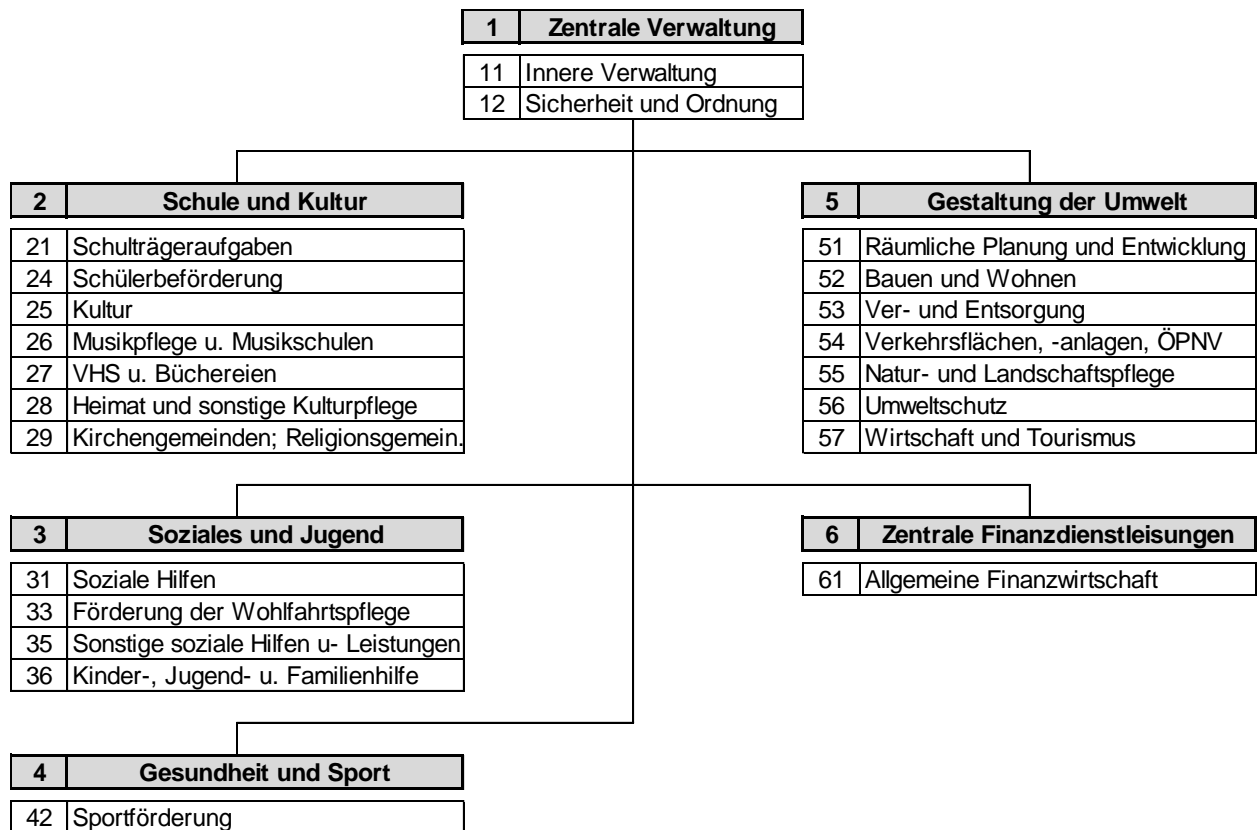 1 Zentrale Verwaltung
11 Innere Verwaltung
12 Sicherheit und Ordnung
2 Schule und Kultur
21 Schulträgeraufgaben
24 Schülerbeförderung
25 Kultur
26 Musikpflege u. Musikschulen
27 VHS u. Büchereien
28 Heimat und sonstige Kulturpflege
29 Kirchengemeinden; Religionsgemein.
5 Gestaltung der Umwelt
51 Räumliche Planung und Entwicklung
52 Bauen und Wohnen
53 Ver- und Entsorgung
54 Verkehrsflächen, -anlagen, ÖPNV
55 Natur- und Landschaftspflege
56 Umweltschutz
57 Wirtschaft und Tourismus
3 Soziales und Jugend
31 Soziale Hilfen
33 Förderung der Wohlfahrtspflege
35 Sonstige soziale Hilfen u- Leistungen
36 Kinder-, Jugend- u. Familienhilfe
6 Zentrale Finanzdienstleisungen
61 Allgemeine Finanzwirtschaft
4 Gesundheit und Sport
42 Sportförderung